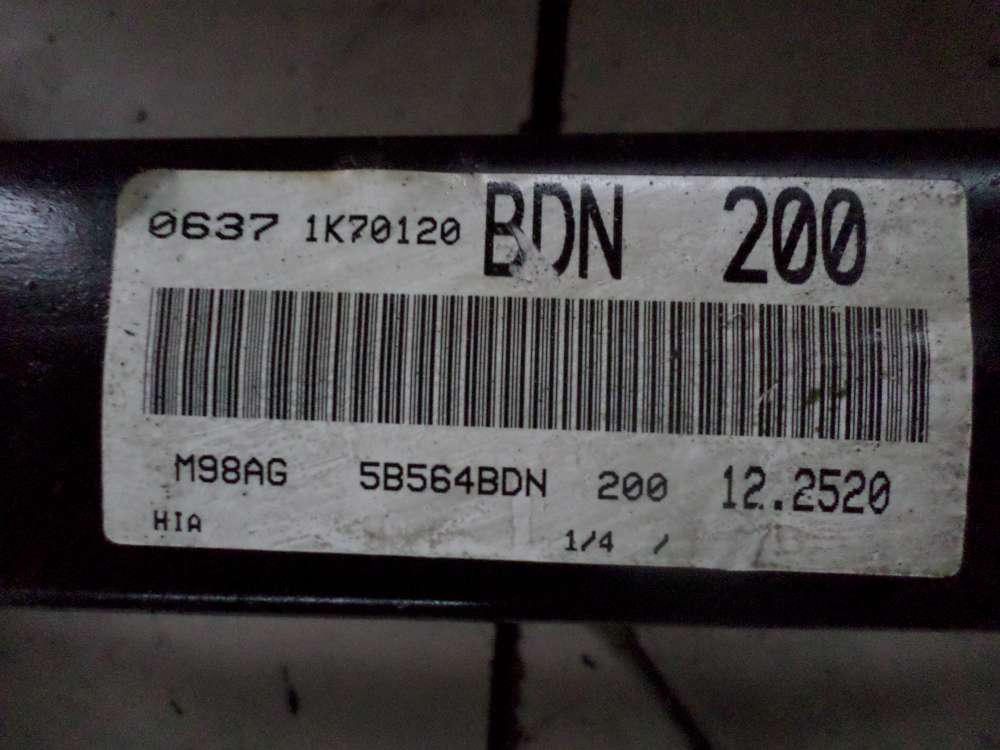 0637 1K70120 BDN 200
M98AG 5B564BDN 200 12.2520
HIA 1/4 /